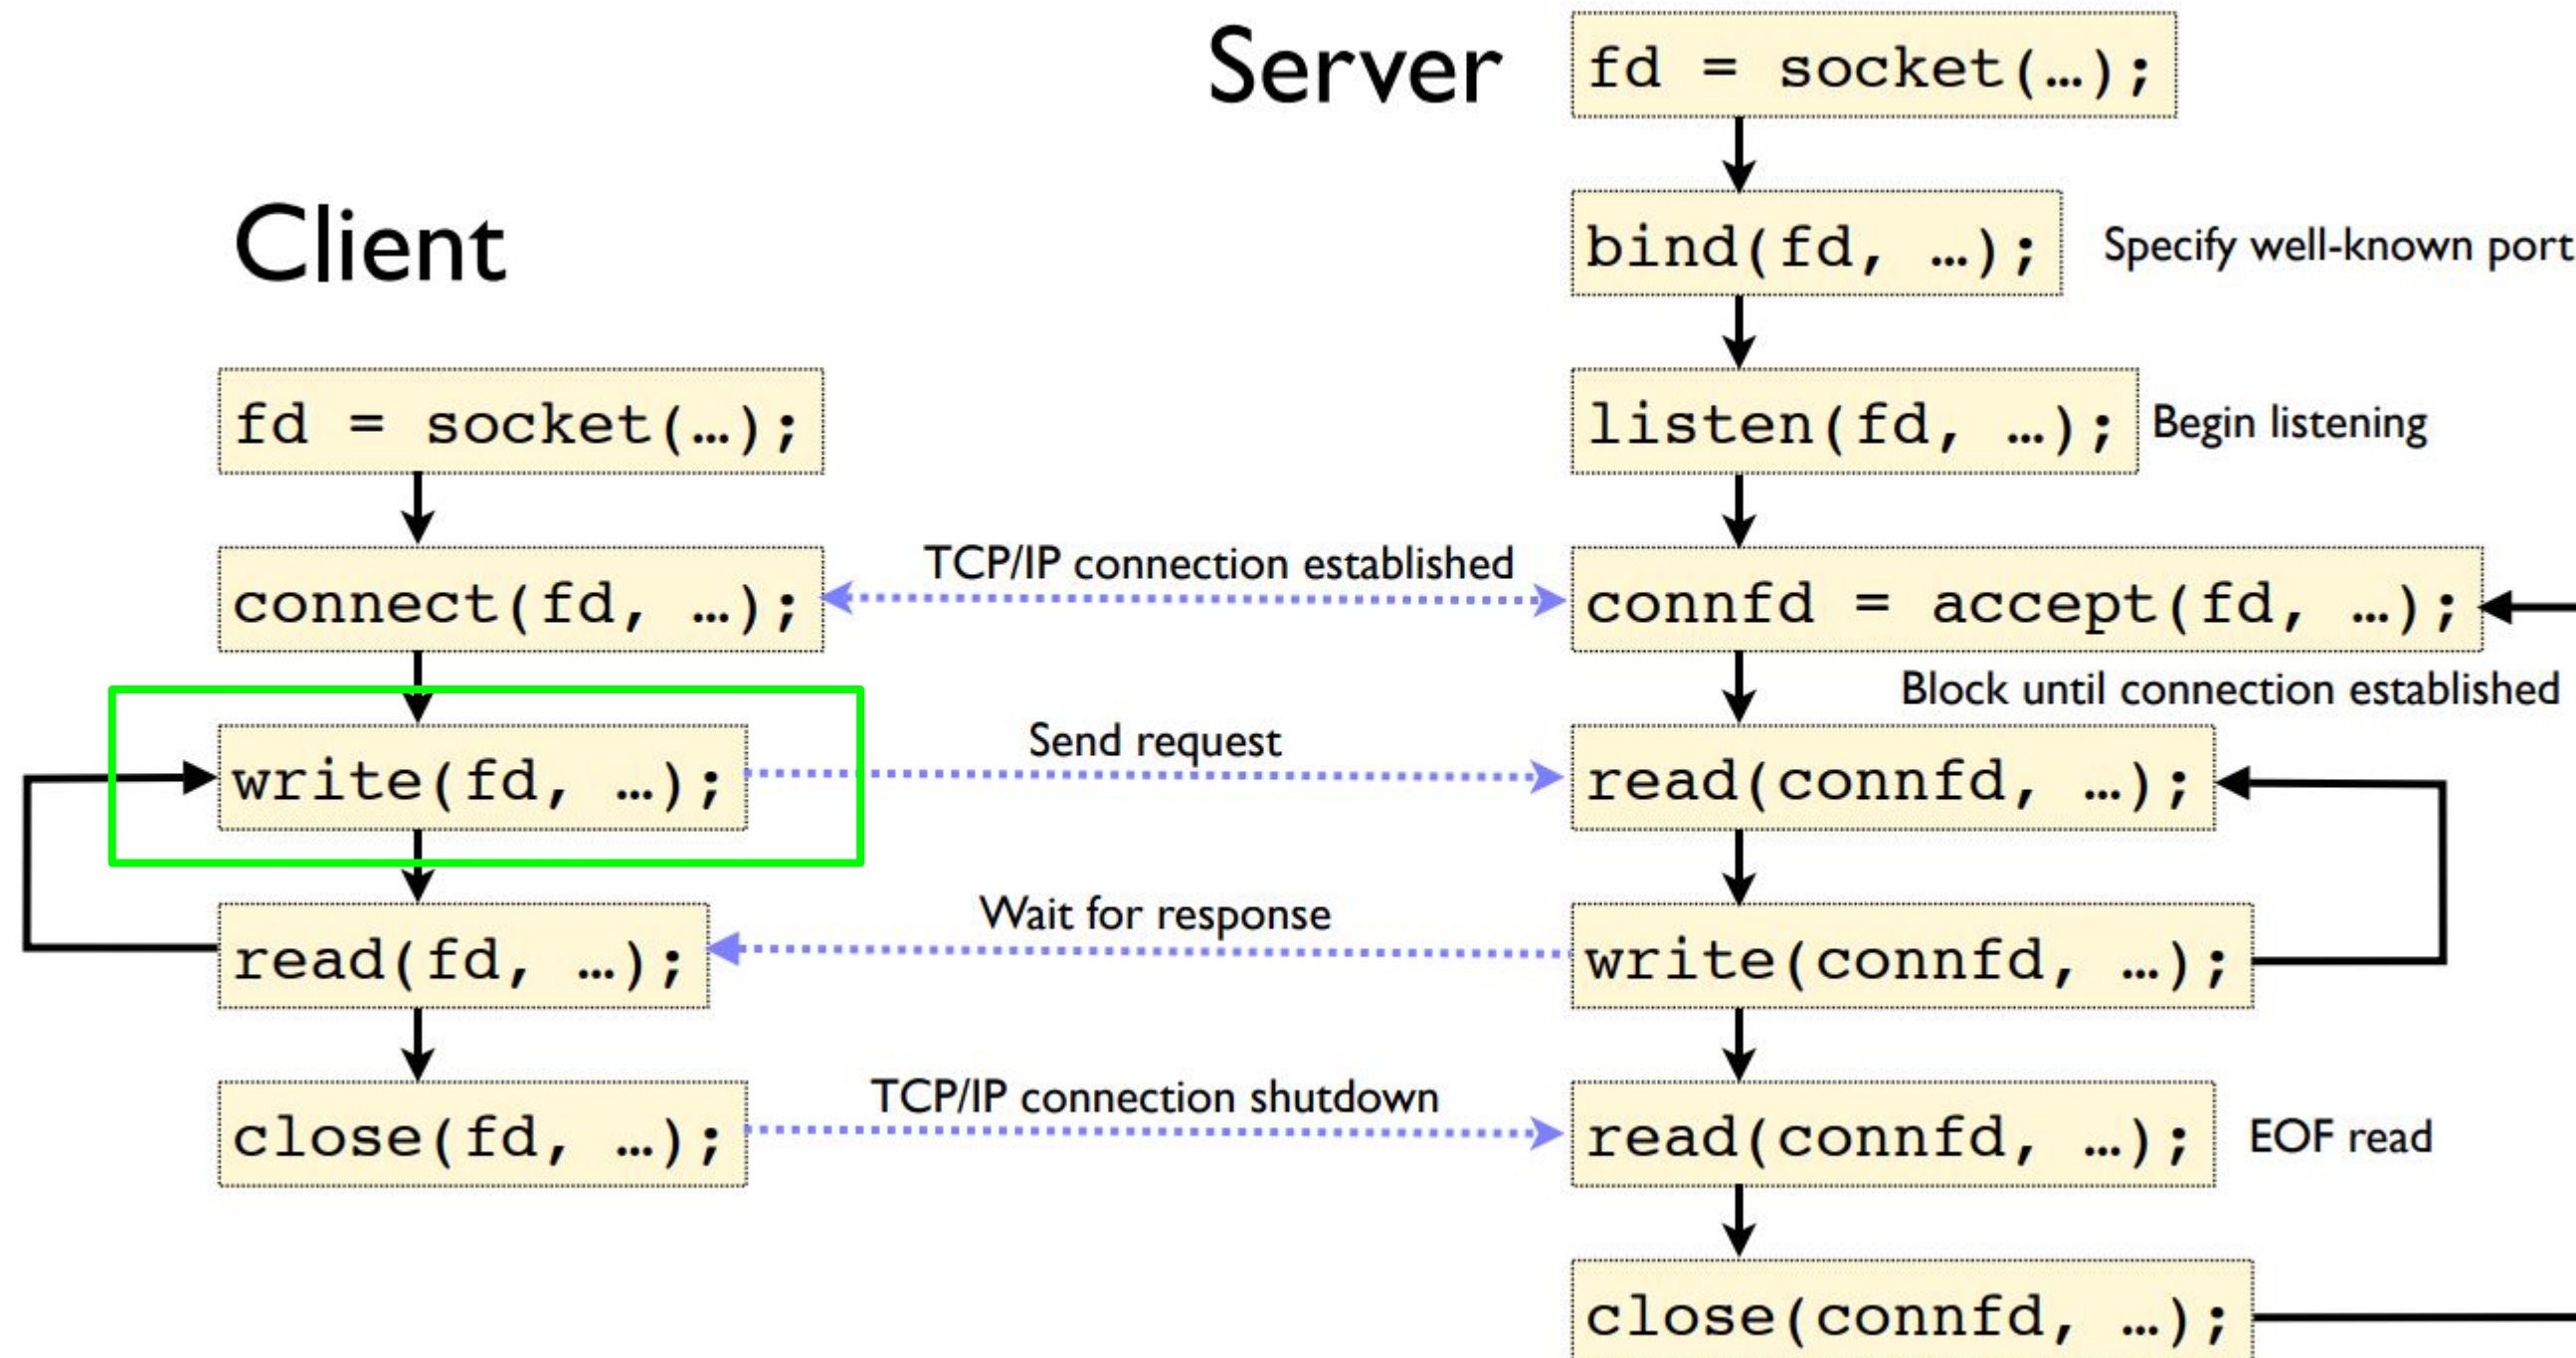 Server
fd = socket(…);
bind(fd, …);
Specify well-known port
Client
fd = socket(…);
listen(fd, …);
Begin listening
connect(fd, …);
TCP/IP connection established
connfd = accept(fd, …);
Block until connection established
write(fd, …);
Send request
read(connfd, …);
read(fd, …);
Wait for response
write(connfd, …);
close(fd, …);
TCP/IP connection shutdown
read(connfd, …);
EOF read
close(connfd, …);